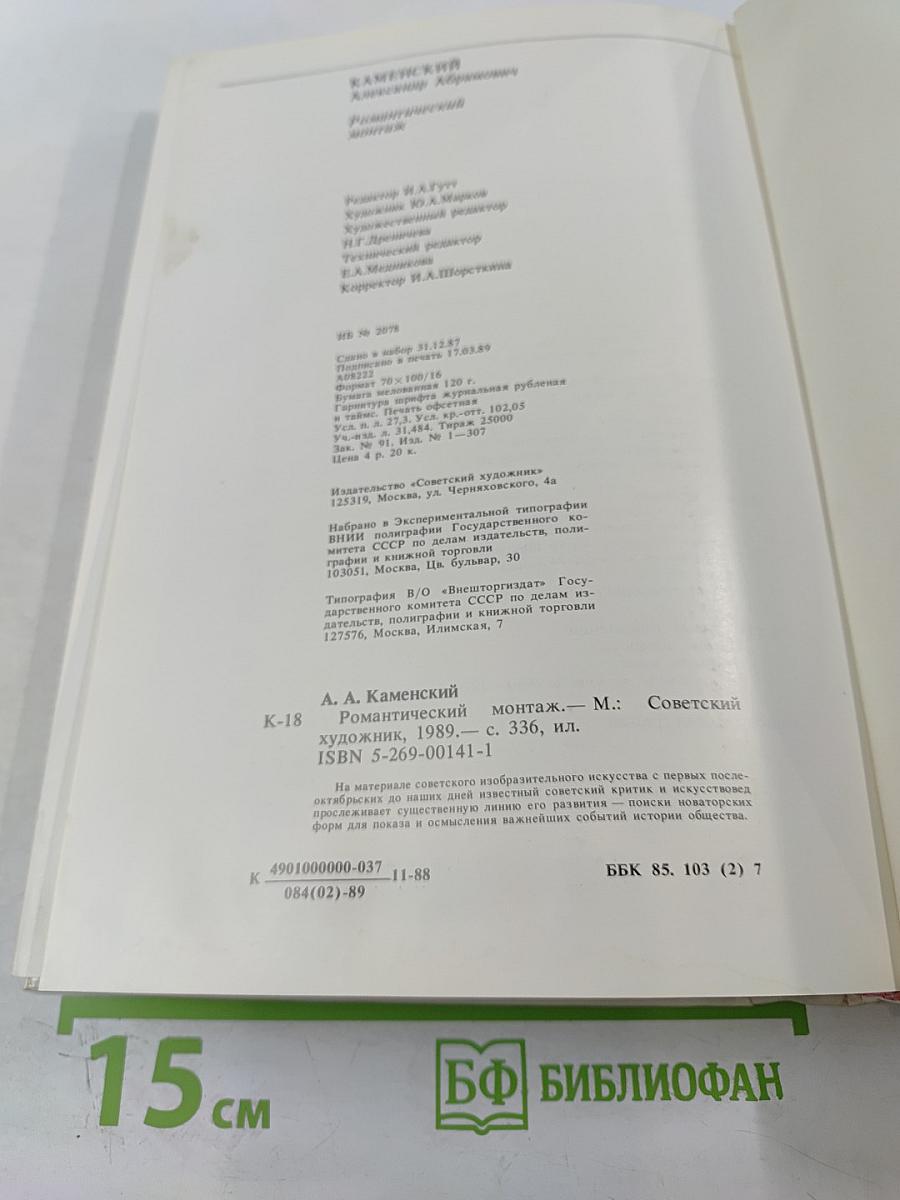 КАМЕНСКИЙ
Александр Абрамович
Романтический
монтаж
Редактор И.А.Гутт
Художник Ю.А.Марков
Художественный редактор
Н.Г.Дреничева
Технический редактор
Е.А.Медникова
Корректор И.А.Шорсткина
ИБ № 2078
Сдано в набор 31.12.87
Подписано в печать 17.03.89
А08222
Формат 70×100/16
Бумага мелованная 120 г.
Гарнитура шрифта журнальная рубленая
и таймс. Печать офсетная
Усл. п. л. 27,3. Усл. кр.-отт. 102,05
Уч.-изд. л. 31,484. Тираж 25000
Зак. № 91. Изд. № 1—307
Цена 4 р. 20 к.
Издательство «Советский художник»
125319, Москва, ул. Черняховского, 4а
Набрано в Экспериментальной типографии
ВНИИ полиграфии Государственного ко-
митета СССР по делам издательств, поли-
графии и книжной торговли
103051, Москва, Цв. бульвар, 30
Типография В/О «Внешторгиздат» Госу-
дарственного комитета СССР по делам из-
дательств, полиграфии и книжной торговли
127576, Москва, Илимская, 7
А. А. Каменский
К-18 Романтический монтаж.— М.: Советский
художник, 1989.— с. 336, ил.
ISBN 5-269-00141-1
На материале советского изобразительного искусства с первых после-
октябрьских до наших дней известный советский критик и искусствовед
прослеживает существенную линию его развития — поиски новаторских
форм для показа и осмысления важнейших событий истории общества.
К 4901000000-037 11-88 ББК 85. 103 (2) 7
084(02)-89
15 см
БФ БИБЛИОФАН